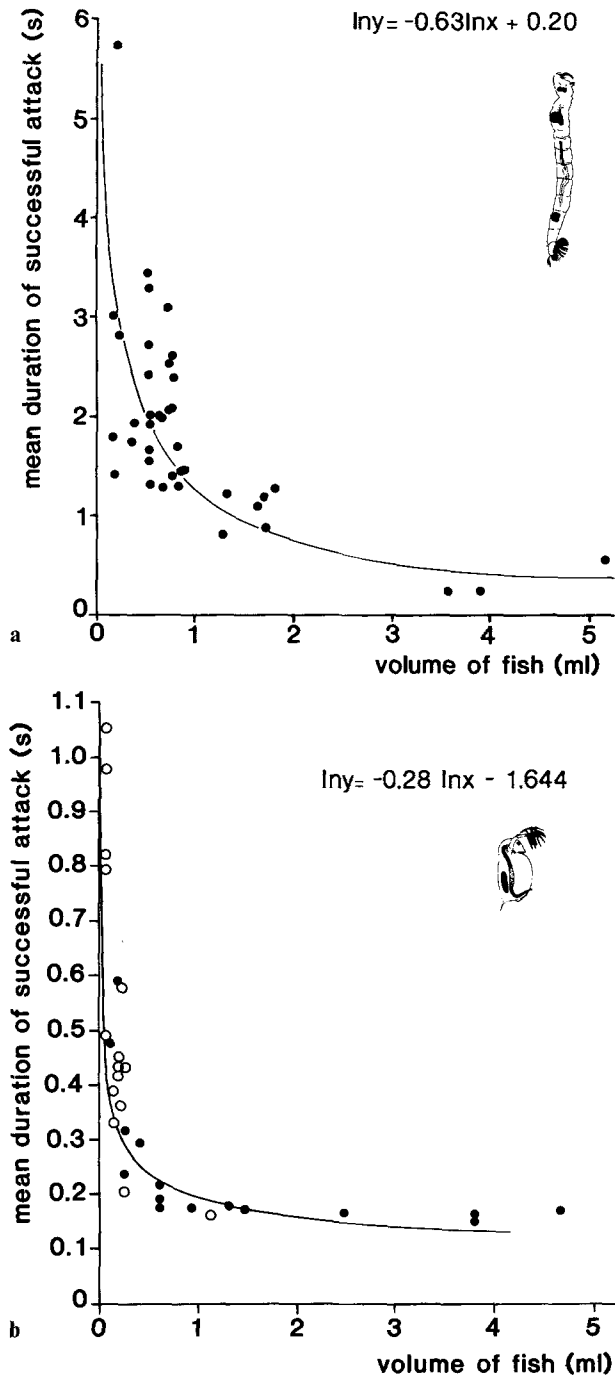 lny= -0.63lnx + 0.20
mean duration of successful attack (s)
6
5
4
3
2
1
0
0 1 2 3 4 5
a
volume of fish (ml)
lny= -0.28 lnx - 1.644
mean duration of successful attack (s)
1.1
1.0
0.9
0.8
0.7
0.6
0.5
0.4
0.3
0.2
0.1
0
0 1 2 3 4 5
b
volume of fish (ml)